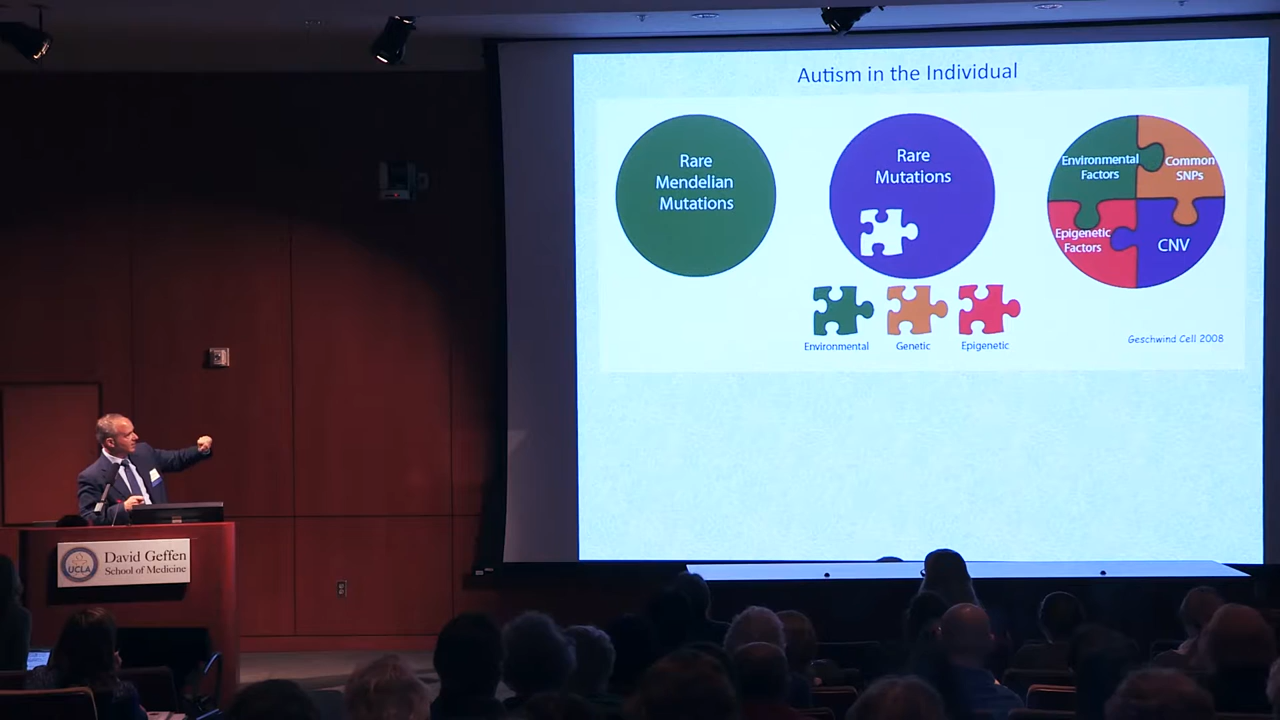 Autism in the Individual
Rare
Mendelian
Mutations
Rare
Mutations
Environmental
Factors
Common
SNPs
Epigenetic
Factors
CNV
Environmental
Genetic
Epigenetic
Geschwind Cell 2008
UCLA
David Geffen
School of Medicine